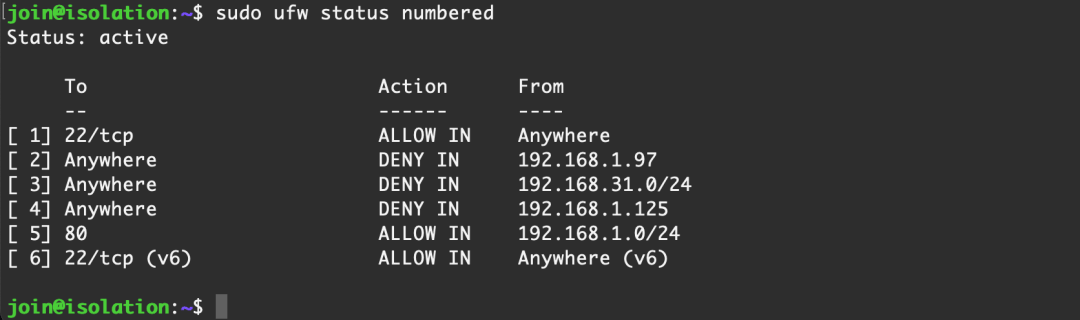 [join@isolation:~$ sudo ufw status numbered
Status: active
     To                         Action      From
     --                         ------      ----
[ 1] 22/tcp                     ALLOW IN    Anywhere
[ 2] Anywhere                   DENY IN     192.168.1.97
[ 3] Anywhere                   DENY IN     192.168.31.0/24
[ 4] Anywhere                   DENY IN     192.168.1.125
[ 5] 80                         ALLOW IN    192.168.1.0/24
[ 6] 22/tcp (v6)                ALLOW IN    Anywhere (v6)
join@isolation:~$